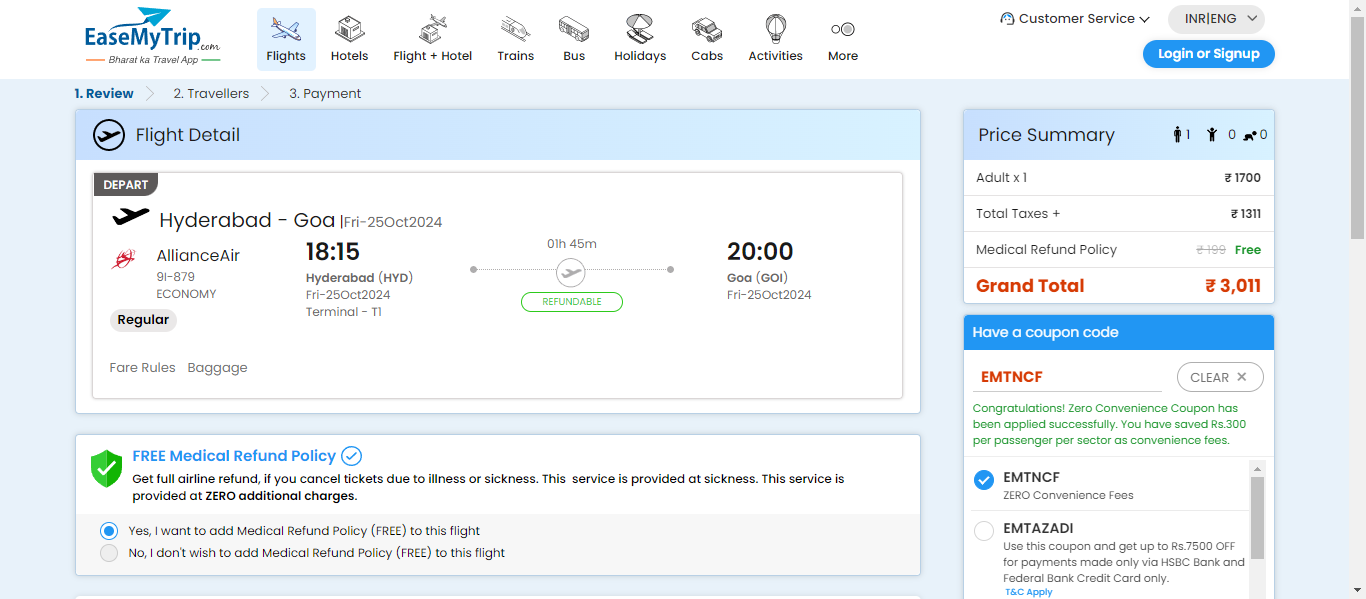 EaseMyTrip.com
Bharat ka Travel App
Flights
Hotels
Flight + Hotel
Trains
Bus
Holidays
Cabs
Activities
More
Customer Service
INR|ENG
Login or Signup
1. Review
2. Travellers
3. Payment
Flight Detail
DEPART
Hyderabad - Goa |Fri-25Oct2024
AllianceAir
9I-879
ECONOMY
Regular
18:15
Hyderabad (HYD)
Fri-25Oct2024
Terminal - T1
01h 45m
REFUNDABLE
20:00
Goa (GOI)
Fri-25Oct2024
Fare Rules Baggage
FREE Medical Refund Policy
Get full airline refund, if you cancel tickets due to illness or sickness. This service is provided at sickness. This service is
provided at ZERO additional charges.
Yes, I want to add Medical Refund Policy (FREE) to this flight
No, I don't wish to add Medical Refund Policy (FREE) to this flight
Price Summary 1 0 0
Adult x 1 ₹ 1700
Total Taxes + ₹ 1311
Medical Refund Policy ₹ 199 Free
Grand Total ₹ 3,011
Have a coupon code
EMTNCF CLEAR ✕
Congratulations! Zero Convenience Coupon has
been applied successfully. You have saved Rs.300
per passenger per sector as convenience fees.
EMTNCF
ZERO Convenience Fees
EMTAZADI
Use this coupon and get up to Rs.7500 OFF
for payments made only via HSBC Bank and
Federal Bank Credit Card only.
T&C Apply